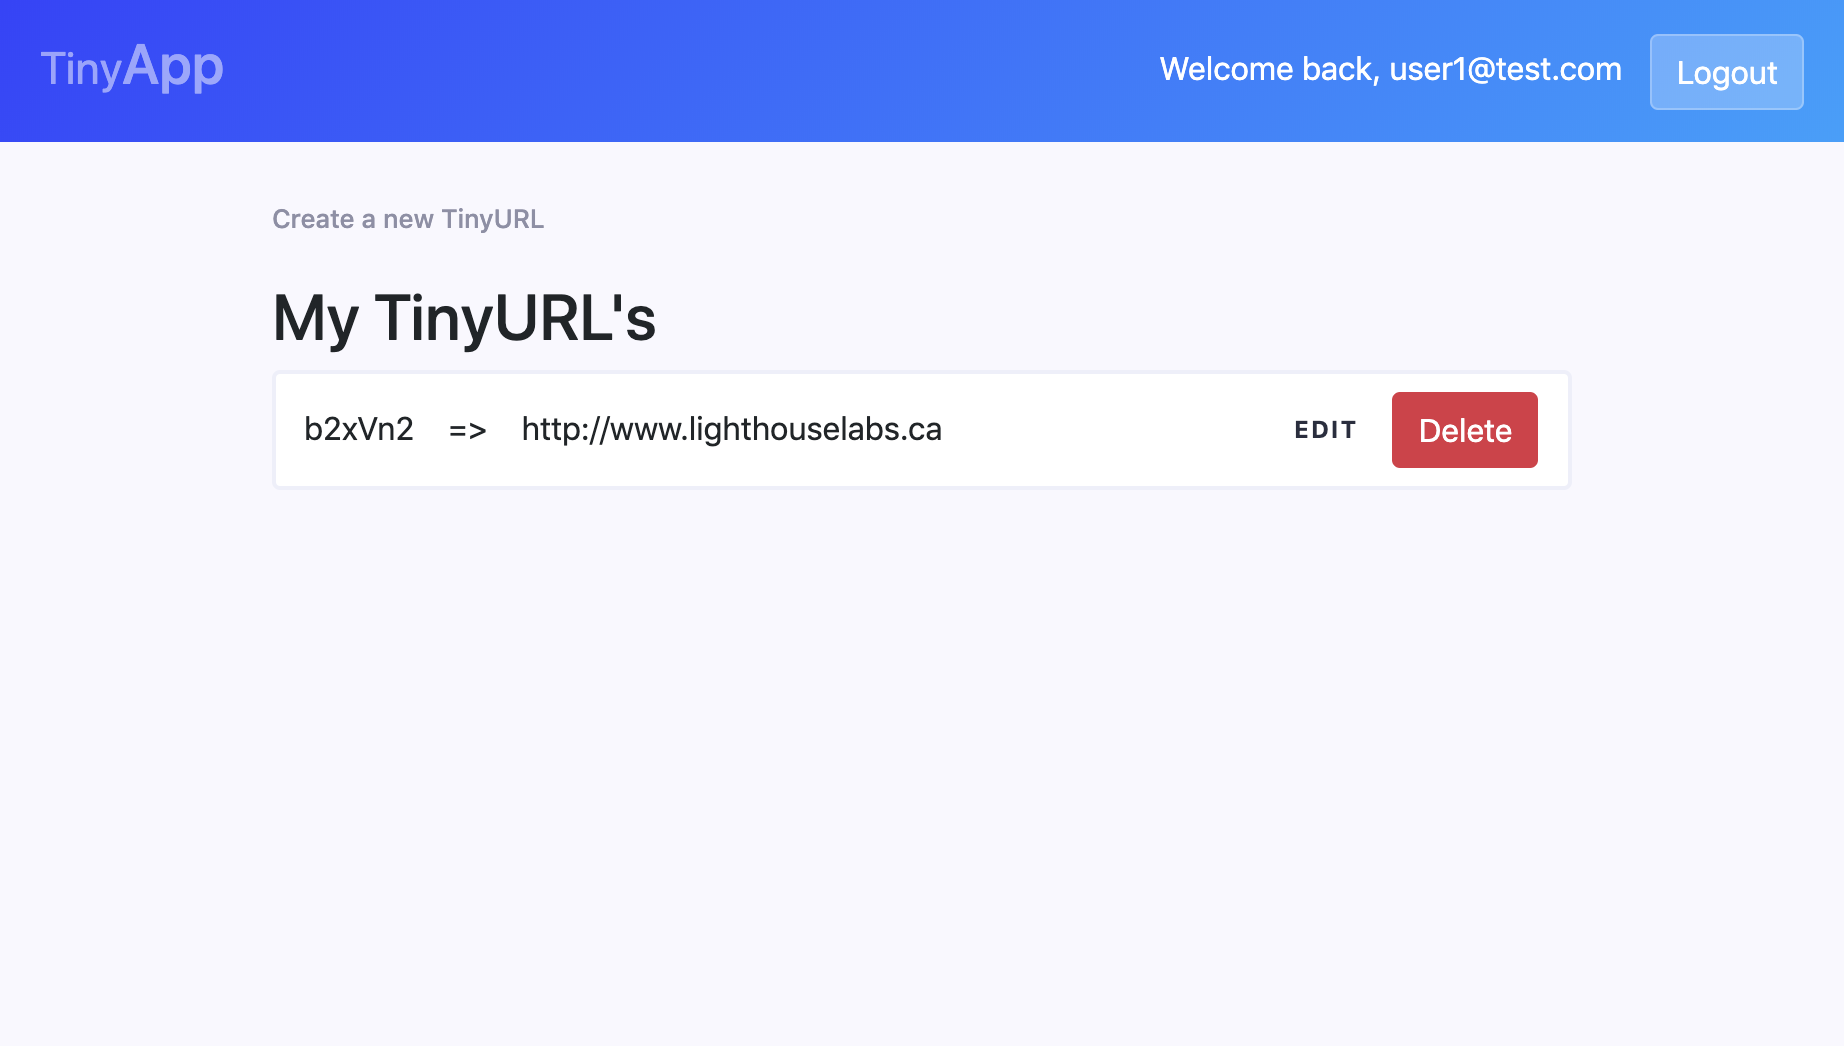 TinyApp
Welcome back, user1@test.com
Logout
Create a new TinyURL
My TinyURL's
b2xVn2 => http://www.lighthouselabs.ca EDIT Delete